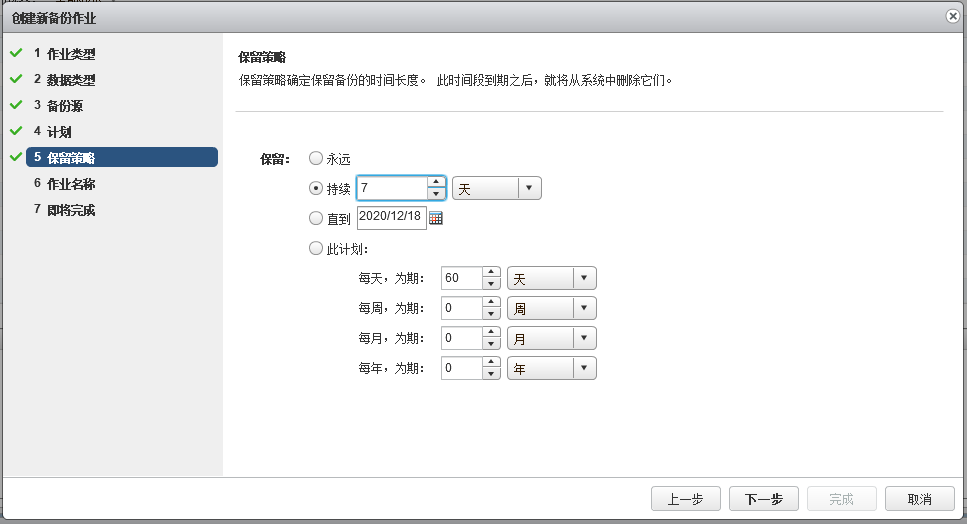 创建新备份作业
1 作业类型
2 数据类型
3 备份源
4 计划
5 保留策略
6 作业名称
7 即将完成
保留策略
保留策略确定保留备份的时间长度。 此时间段到期之后，就将从系统中删除它们。
保留： 永远
持续 7 天
直到 2020/12/18
此计划：
每天，为期： 60 天
每周，为期： 0 周
每月，为期： 0 月
每年，为期： 0 年
上一步 下一步 完成 取消